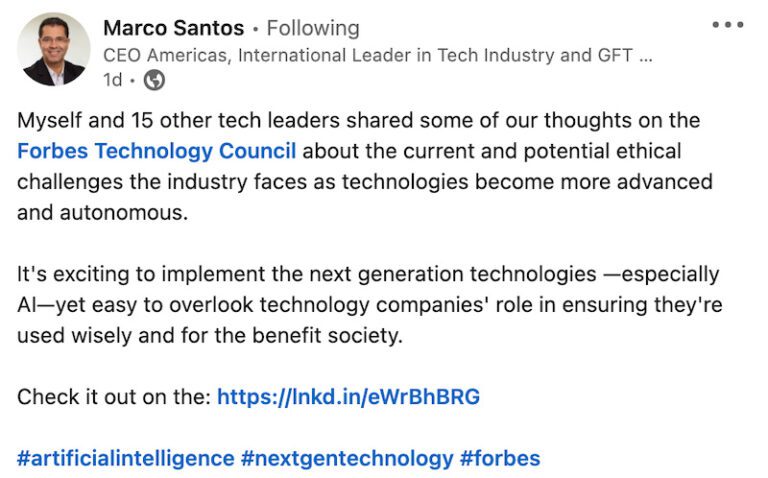 Marco Santos • Following
CEO Americas, International Leader in Tech Industry and GFT ...
1d •
Myself and 15 other tech leaders shared some of our thoughts on the
Forbes Technology Council about the current and potential ethical
challenges the industry faces as technologies become more advanced
and autonomous.
It's exciting to implement the next generation technologies —especially
AI—yet easy to overlook technology companies' role in ensuring they're
used wisely and for the benefit society.
Check it out on the: https://lnkd.in/eWrBhBRG
#artificialintelligence #nextgentechnology #forbes